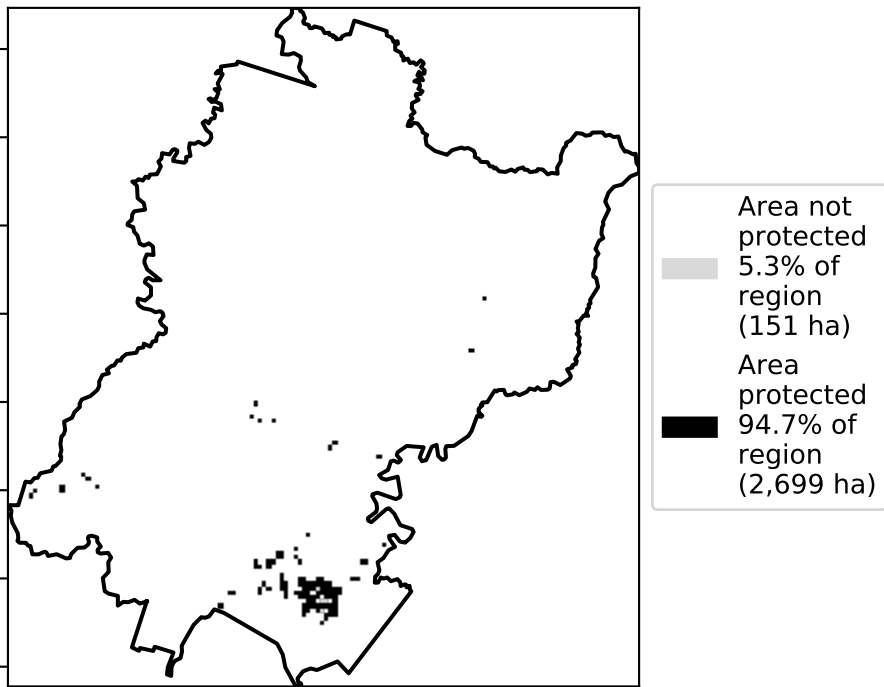 Area not
protected
5.3% of
region
(151 ha)
Area
protected
94.7% of
region
(2,699 ha)